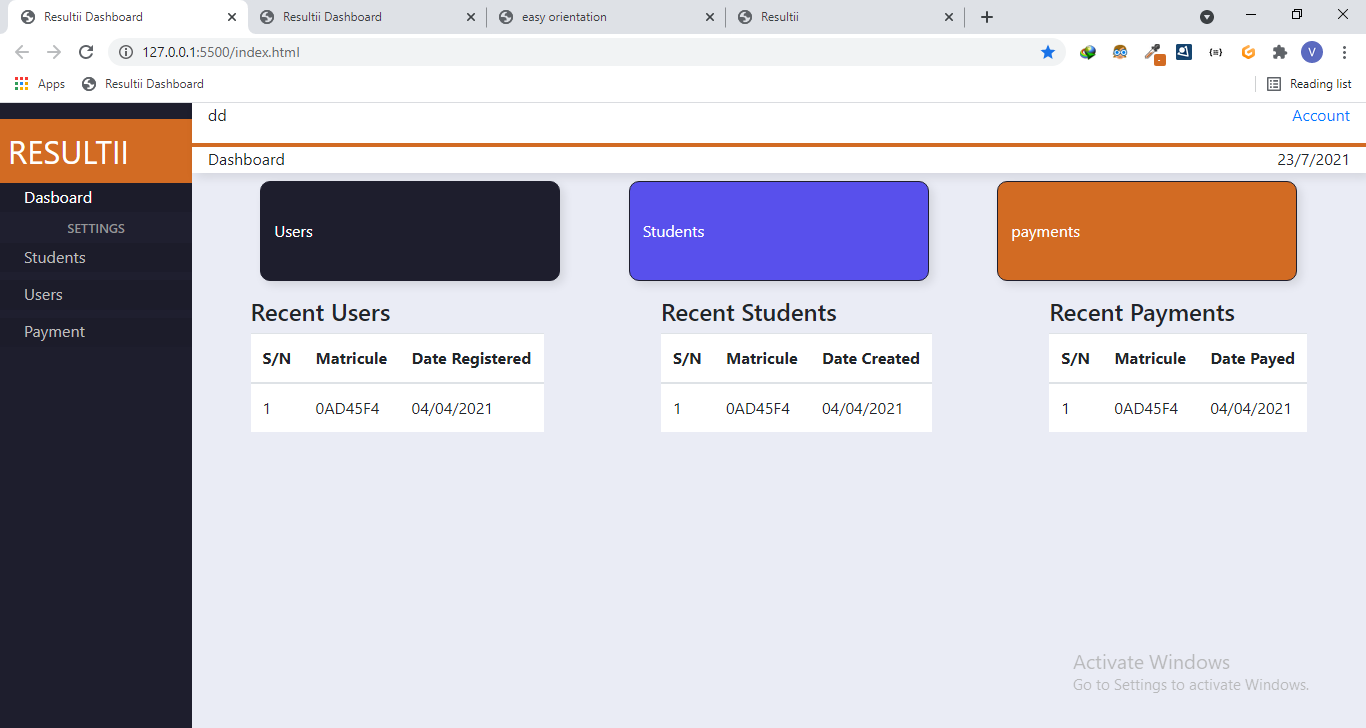 Resultii Dashboard
Resultii Dashboard
easy orientation
Resultii
127.0.0.1:5500/index.html
V
Apps
Resultii Dashboard
Reading list
RESULTII
Dasboard
SETTINGS
Students
Users
Payment
dd
Account
Dashboard
23/7/2021
Users
Students
payments
Recent Users
S/N Matricule Date Registered
1 0AD45F4 04/04/2021
Recent Students
S/N Matricule Date Created
1 0AD45F4 04/04/2021
Recent Payments
S/N Matricule Date Payed
1 0AD45F4 04/04/2021
Activate Windows
Go to Settings to activate Windows.